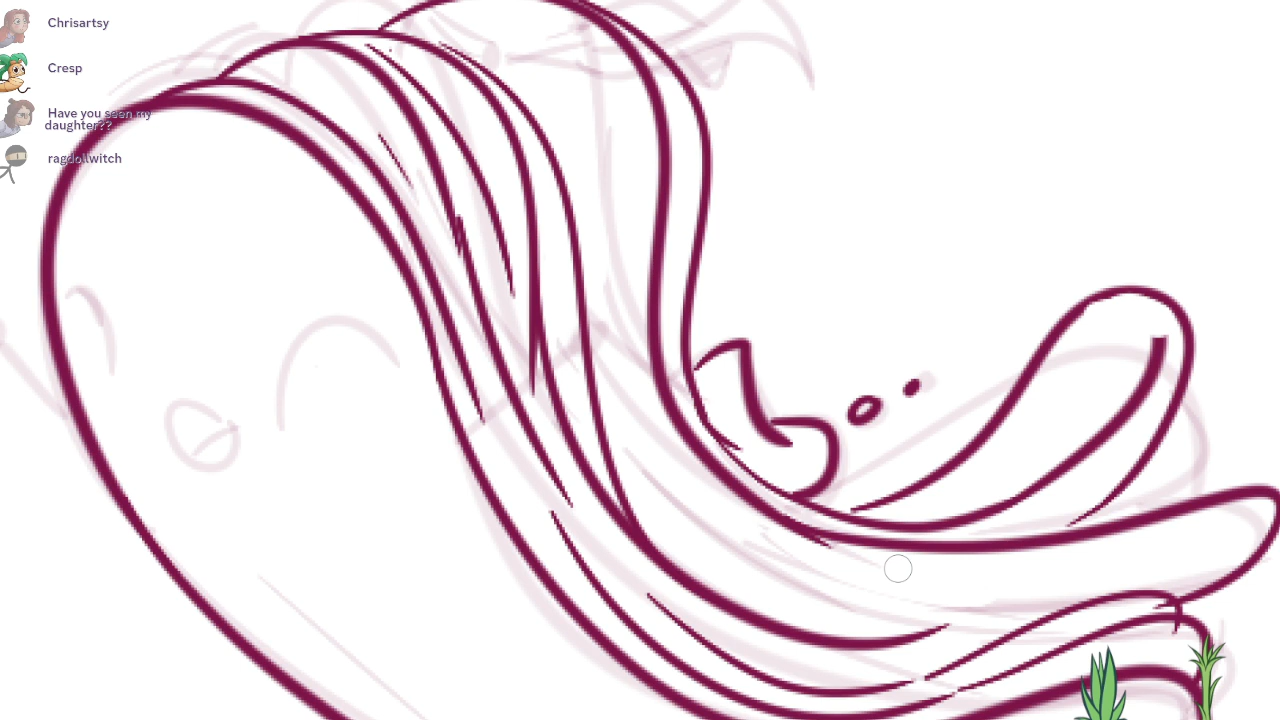 Chrisartsy
Cresp
Have you seen my
daughter??
ragdollwitch